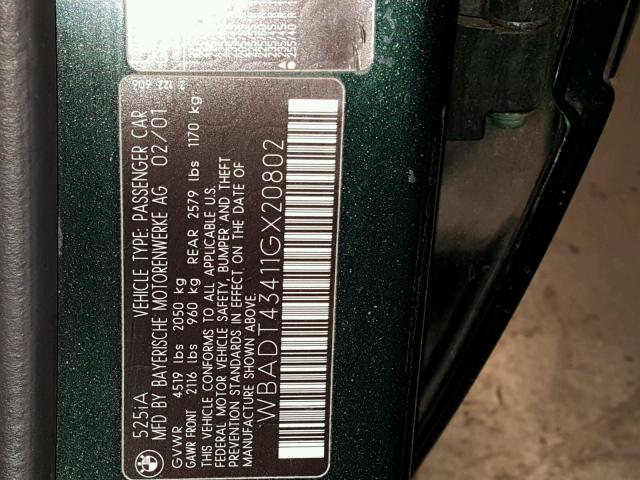 525iA VEHICLE TYPE: PASSENGER CAR
MFD BY BAYERISCHE MOTORENWERKE AG 02/01
GVWR 4519 lbs 2050 kg
GAWR FRONT 2116 lbs 960 kg REAR 2579 lbs 1170 kg
THIS VEHICLE CONFORMS TO ALL APPLICABLE U.S.
FEDERAL MOTOR VEHICLE SAFETY, BUMPER AND THEFT
PREVENTION STANDARDS IN EFFECT ON THE DATE OF
MANUFACTURE SHOWN ABOVE.
WBADT43411GX20802